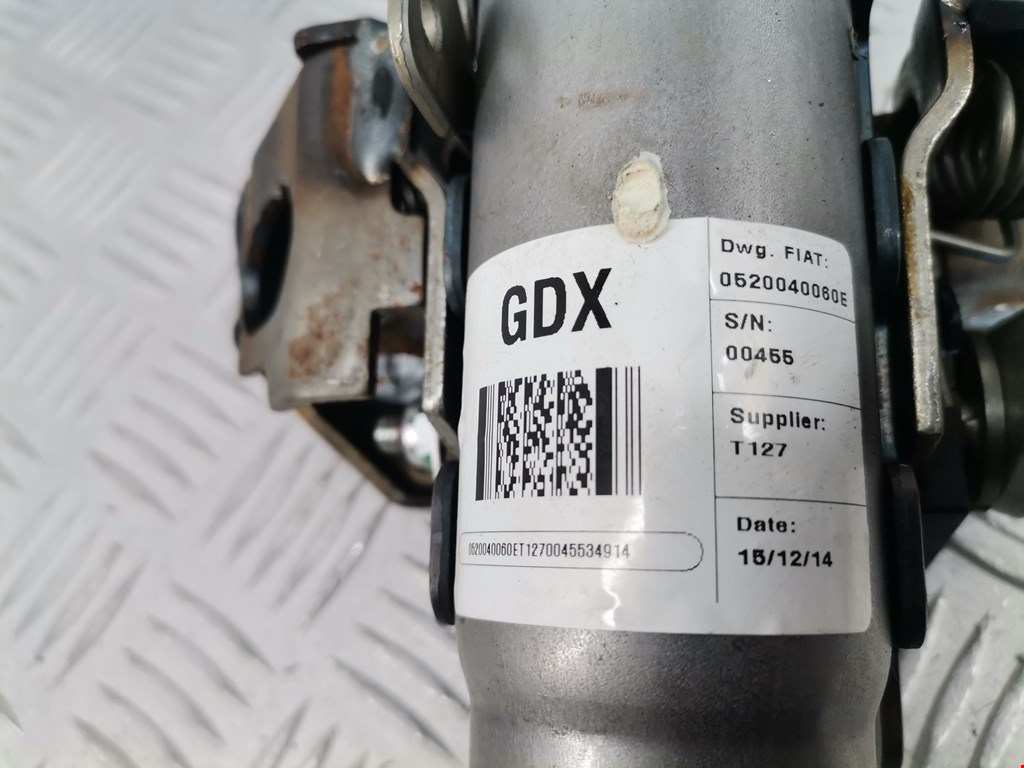 GDX
0520040060ET1270045534914
Dwg. FIAT:
0520040060E
S/N:
00455
Supplier:
T127
Date:
15/12/14